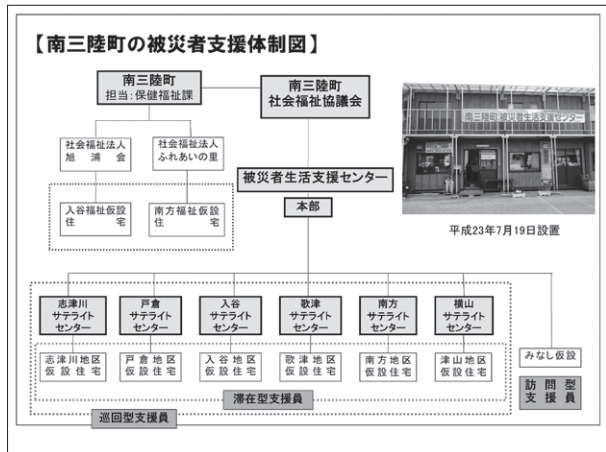 【南三陸町の被災者支援体制図】
南三陸町
担当：保健福祉課
南三陸町
社会福祉協議会
社会福祉法人
旭浦会
社会福祉法人
ふれあいの里
入谷福祉仮設
住宅
南方福祉仮設
住宅
被災者生活支援センター
本部
南三陸町 被災者生活支援センター
平成23年7月19日設置
志津川
サテライト
センター
戸倉
サテライト
センター
入谷
サテライト
センター
歌津
サテライト
センター
南方
サテライト
センター
横山
サテライト
センター
志津川地区
仮設住宅
戸倉地区
仮設住宅
入谷地区
仮設住宅
歌津地区
仮設住宅
南方地区
仮設住宅
津山地区
仮設住宅
みなし仮設
訪問型
支援員
滞在型支援員
巡回型支援員